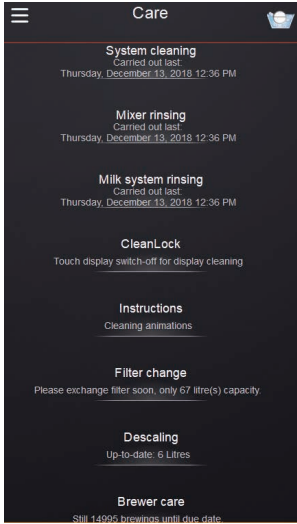 Care
System cleaning
Carried out last:
Thursday, December 13, 2018 12:36 PM
Mixer rinsing
Carried out last:
Thursday, December 13, 2018 12:36 PM
Milk system rinsing
Carried out last:
Thursday, December 13, 2018 12:36 PM
CleanLock
Touch display switch-off for display cleaning
Instructions
Cleaning animations
Filter change
Please exchange filter soon, only 67 litre(s) capacity.
Descaling
Up-to-date: 6 Litres
Brewer care
Still 14995 brewings until due date.